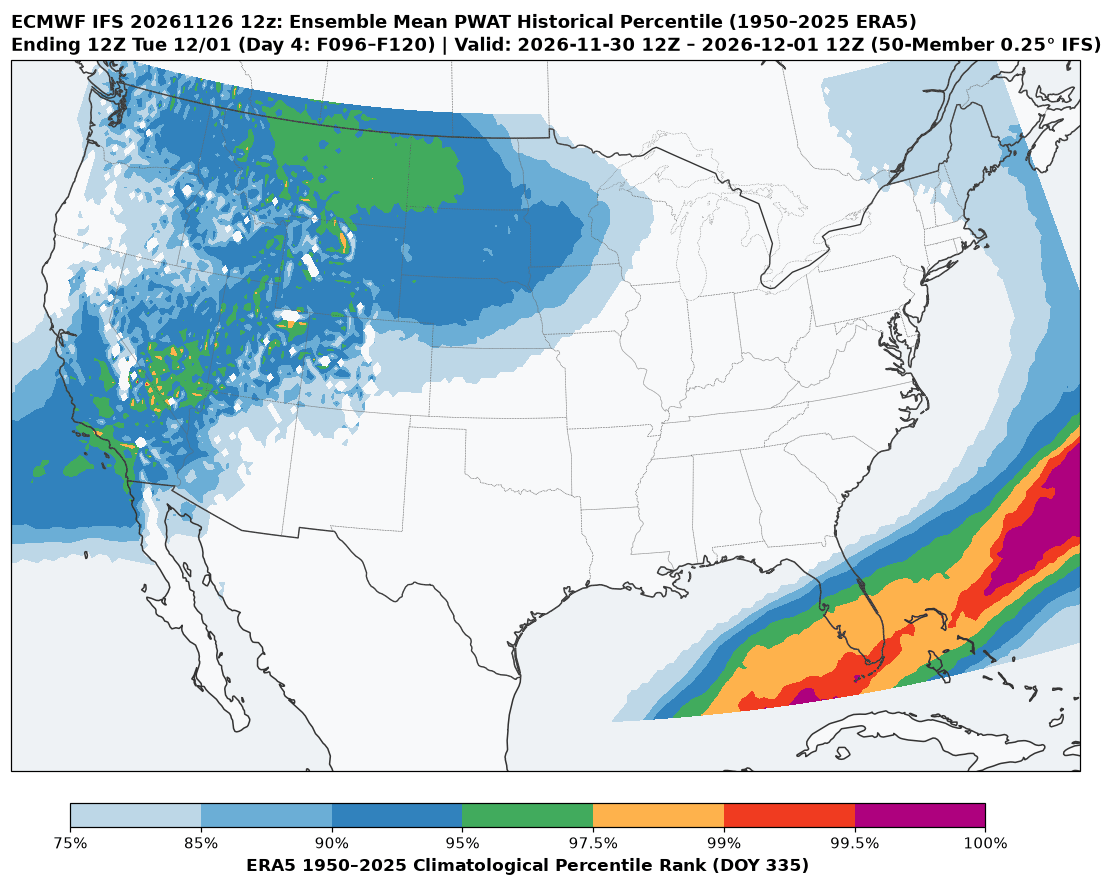 ECMWF IFS 20261126 12z: Ensemble Mean PWAT Historical Percentile (1950–2025 ERA5)
Ending 12Z Tue 12/01 (Day 4: F096–F120) | Valid: 2026-11-30 12Z – 2026-12-01 12Z (50-Member 0.25° IFS)
75% 85% 90% 95% 97.5% 99% 99.5% 100%
ERA5 1950–2025 Climatological Percentile Rank (DOY 335)